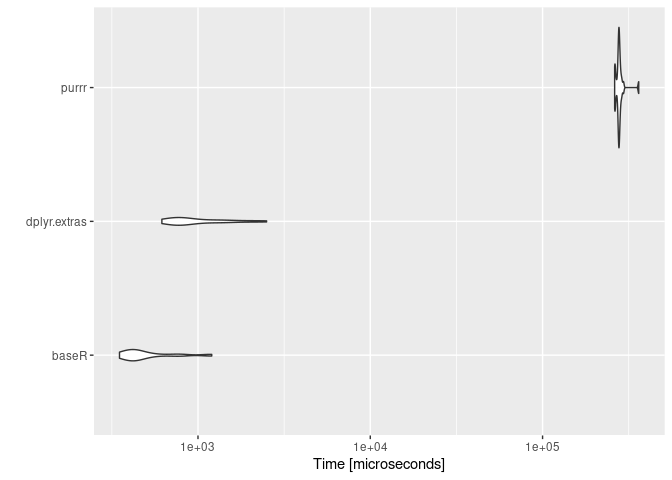 purrr
dplyr.extras
baseR
1e+03 1e+04 1e+05
Time [microseconds]